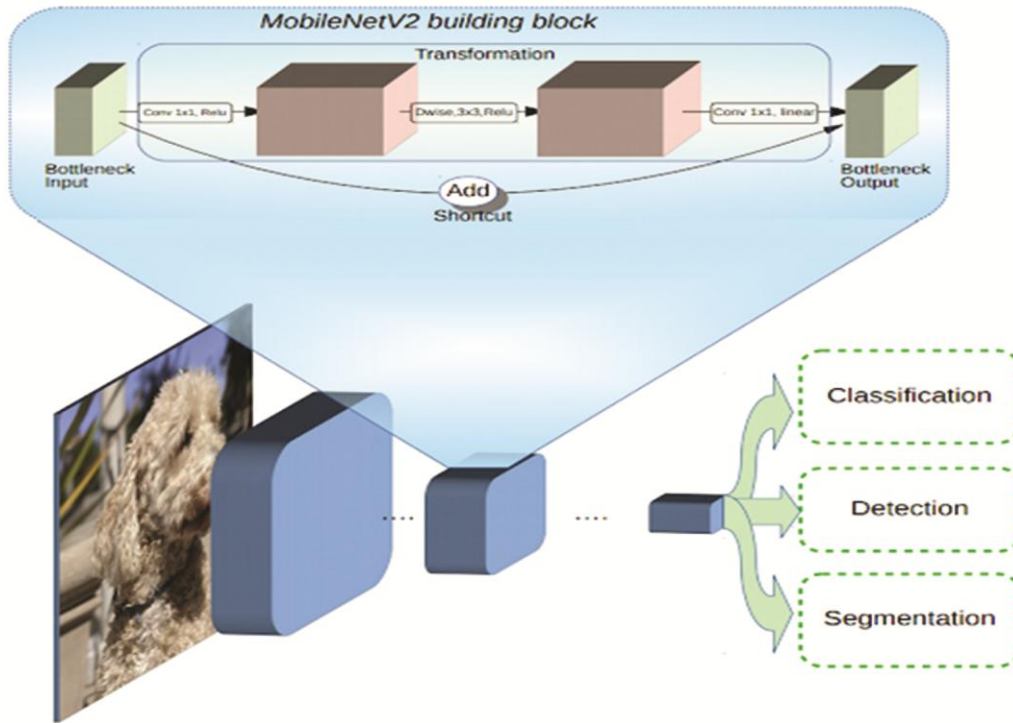 MobileNetV2 building block
Transformation
Conv 1x1, Relu
Dwise,3x3,Relu
Conv 1x1, linear
Bottleneck
Input
Bottleneck
Output
Add
Shortcut
Classification
Detection
Segmentation